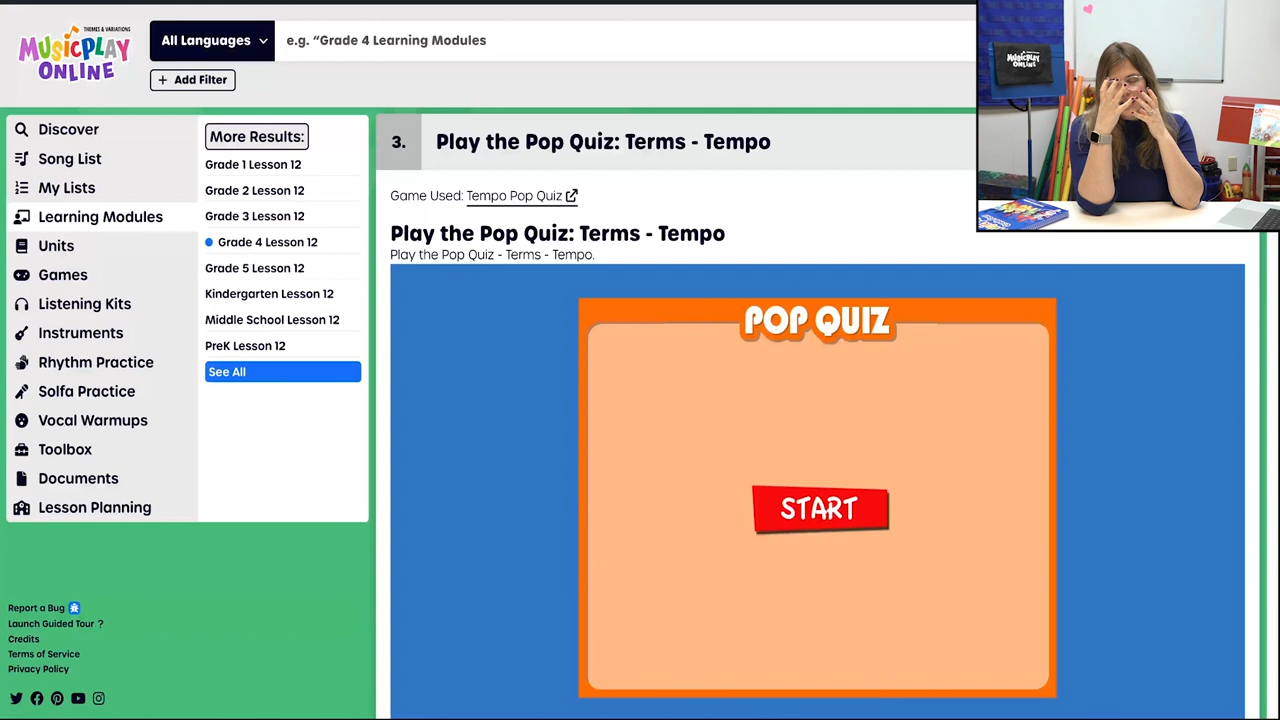 THEMES & VARIATIONS
MUSICPLAY
ONLINE
All Languages
e.g. “Grade 4 Learning Modules
+ Add Filter
Discover
Song List
My Lists
Learning Modules
Units
Games
Listening Kits
Instruments
Rhythm Practice
Solfa Practice
Vocal Warmups
Toolbox
Documents
Lesson Planning
More Results:
Grade 1 Lesson 12
Grade 2 Lesson 12
Grade 3 Lesson 12
Grade 4 Lesson 12
Grade 5 Lesson 12
Kindergarten Lesson 12
Middle School Lesson 12
PreK Lesson 12
See All
3. Play the Pop Quiz: Terms - Tempo
Game Used: Tempo Pop Quiz
Play the Pop Quiz: Terms - Tempo
Play the Pop Quiz - Terms - Tempo.
POP QUIZ
START
MUSICPLAY
ONLINE
Report a Bug
Launch Guided Tour ?
Credits
Terms of Service
Privacy Policy